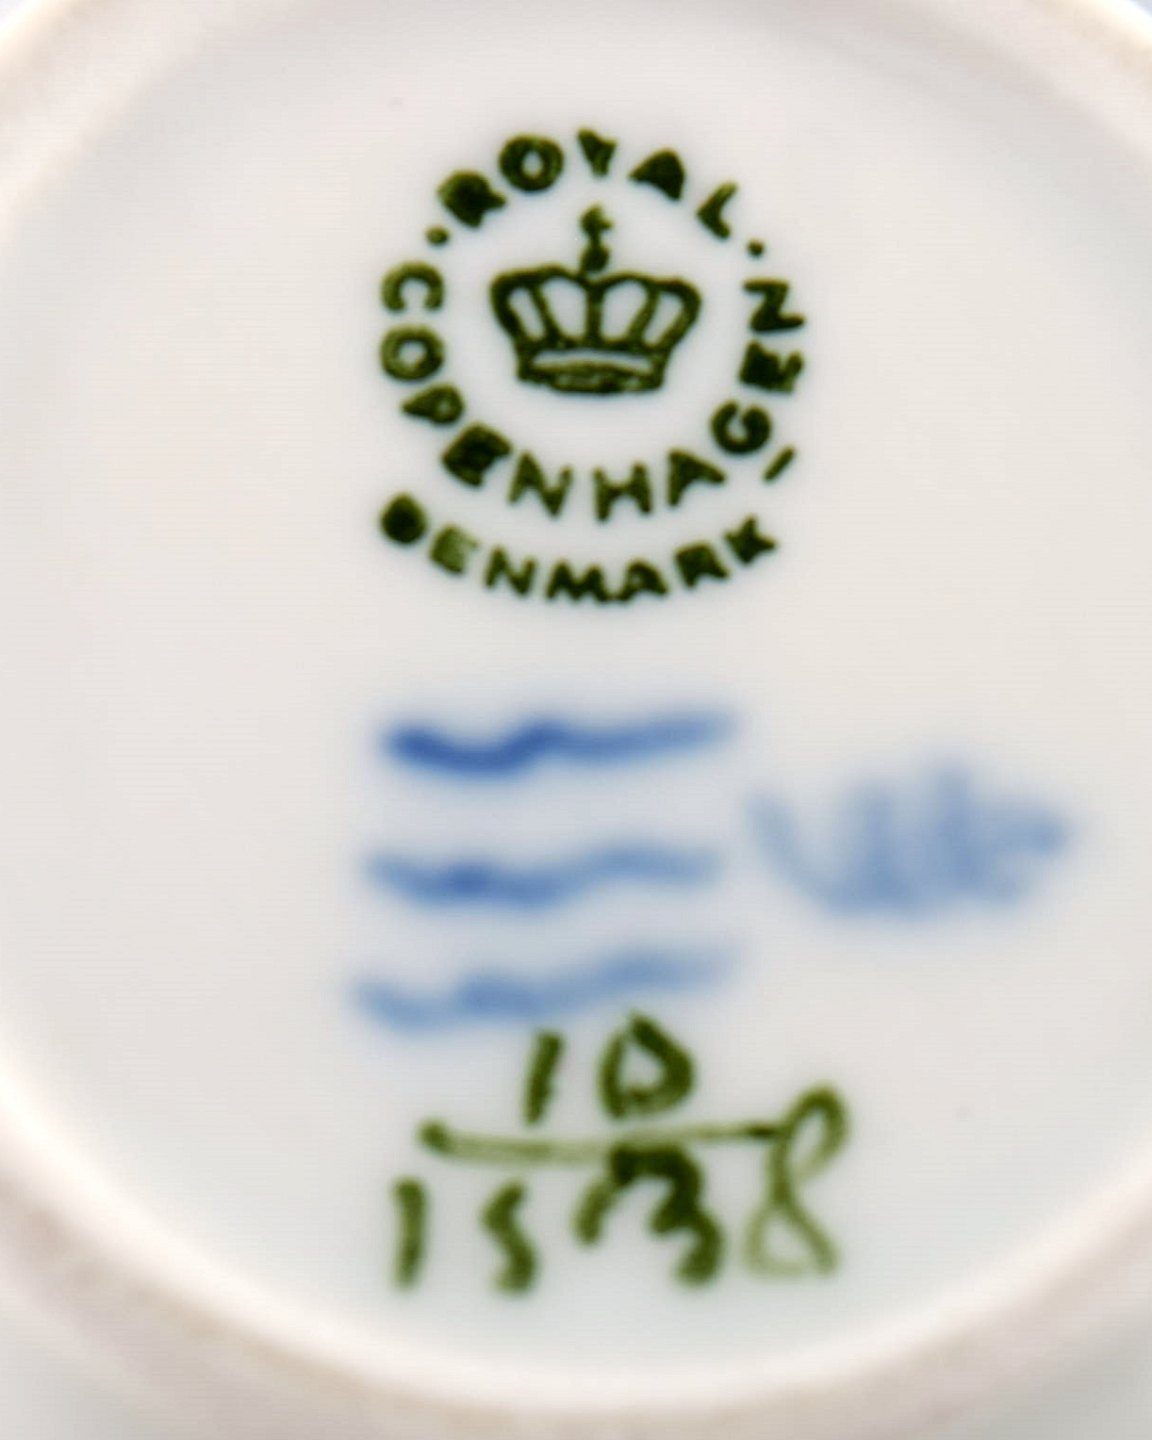 · ROYAL ·
COPENHAGEN
DENMARK
10
1538